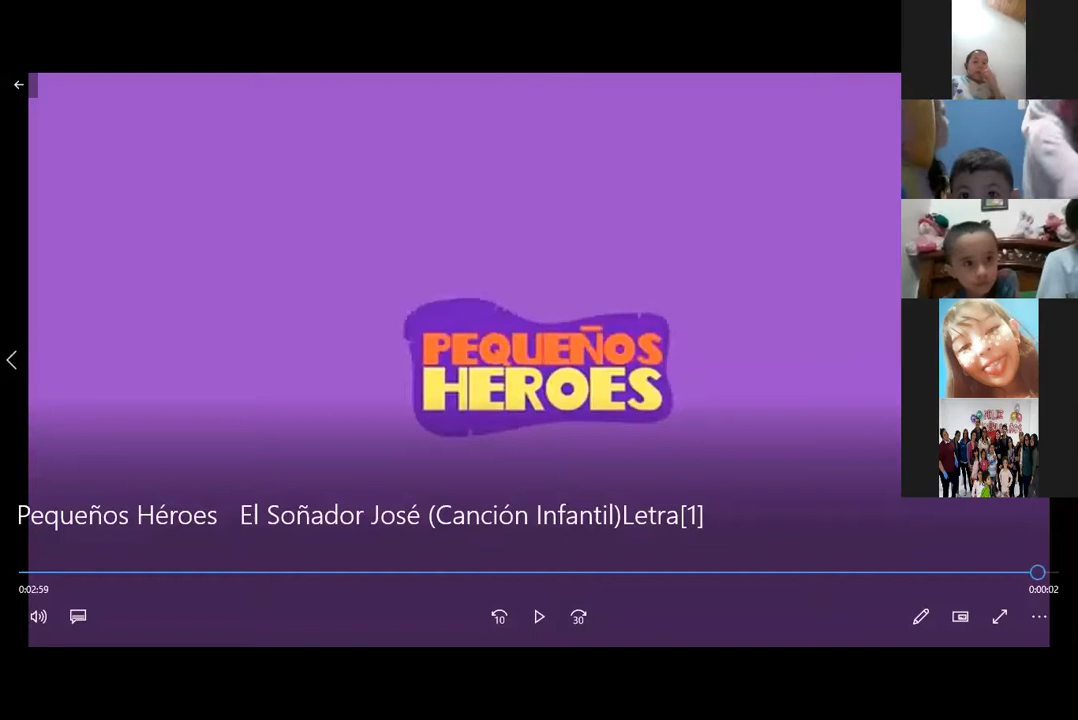 PEQUEÑOS
HEROES
Pequeños Héroes   El Soñador José (Canción Infantil)Letra[1]
0:02:59
0:00:02
10
30